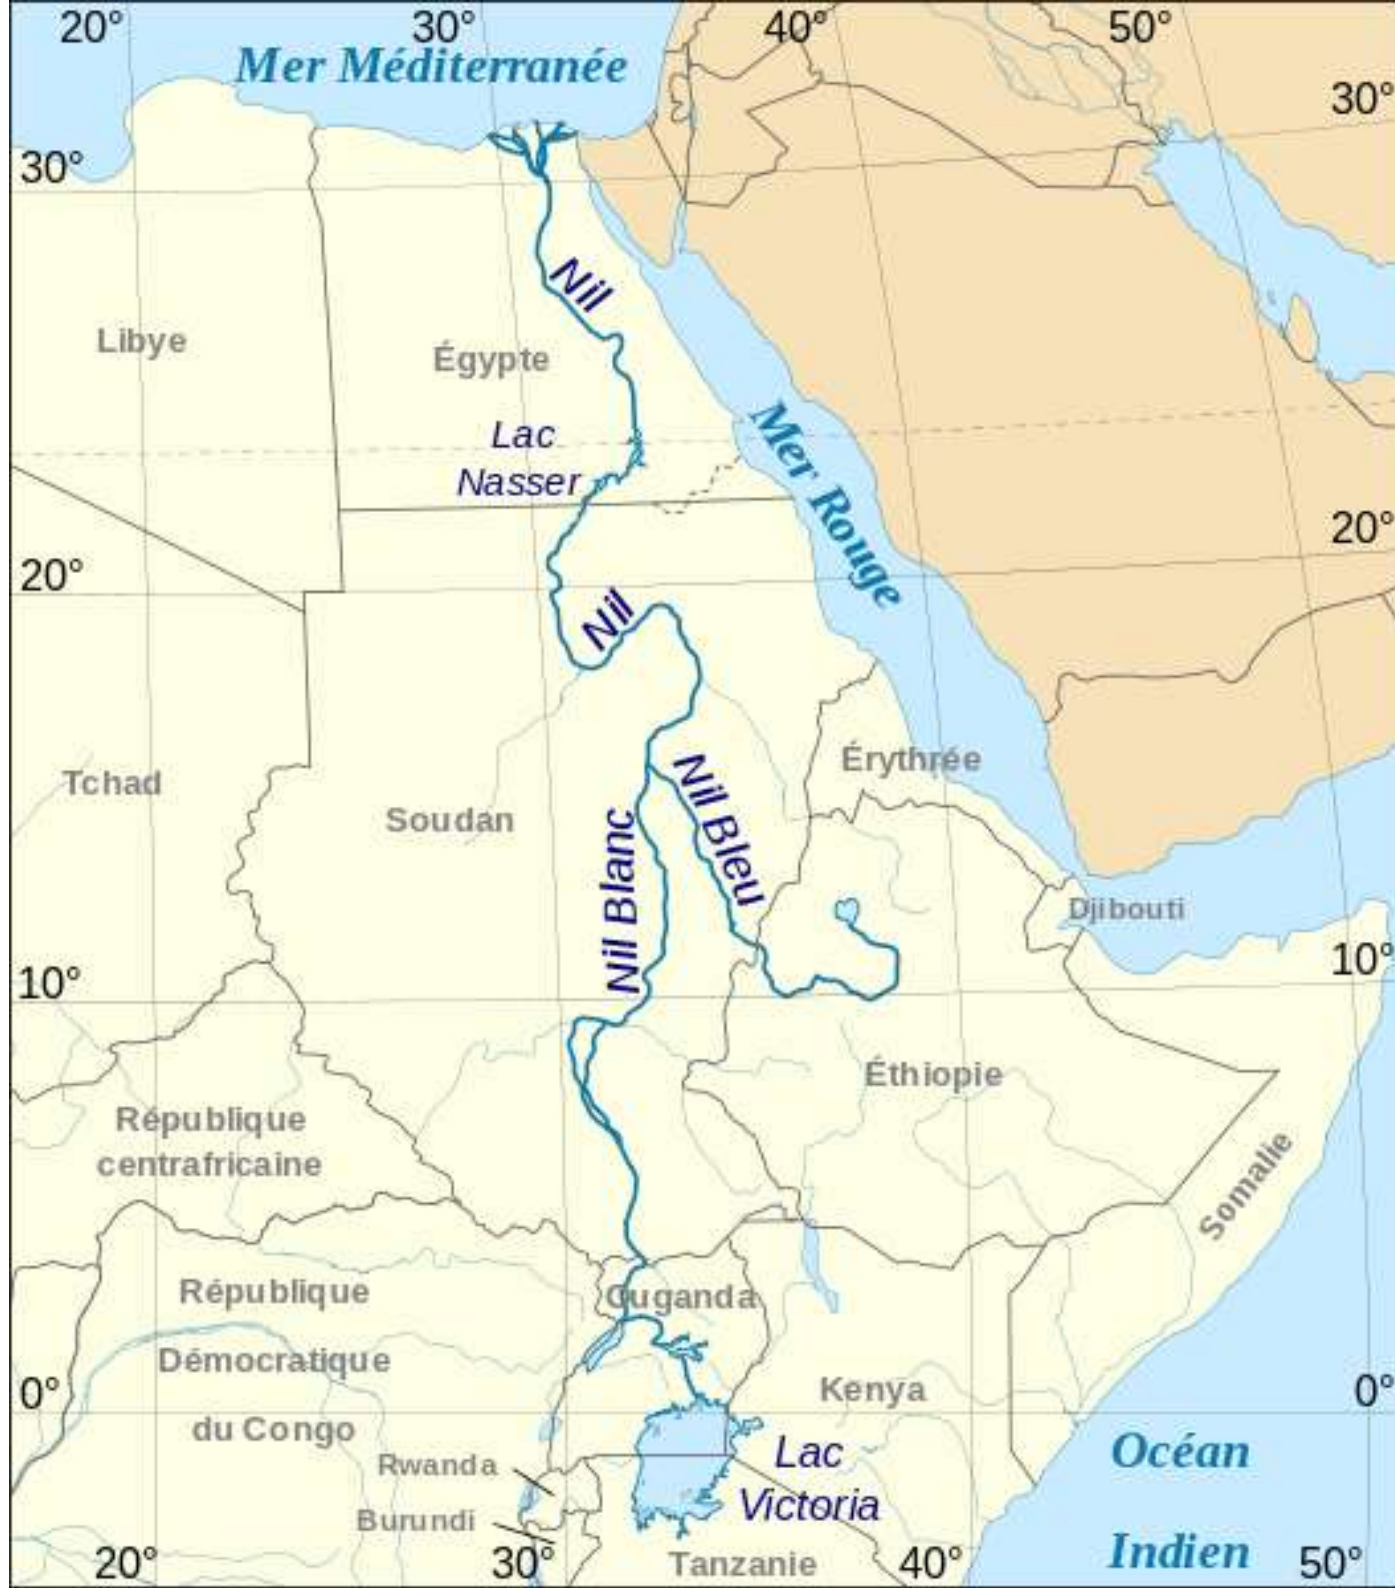 20° 30° 40° 50°
Mer Méditerranée
30°
30°
Nil
Libye
Égypte
Lac
Nasser
Mer Rouge
20°
20°
Nil
Érythrée
Tchad
Soudan
Nil Bleu
Nil Blanc
Djibouti
10°
10°
Éthiopie
République
centrafricaine
Somalie
République
Démocratique
du Congo
Ouganda
Kenya
0°
0°
Rwanda
Burundi
Lac
Victoria
Océan
Indien
Tanzanie
20° 30° 40° 50°